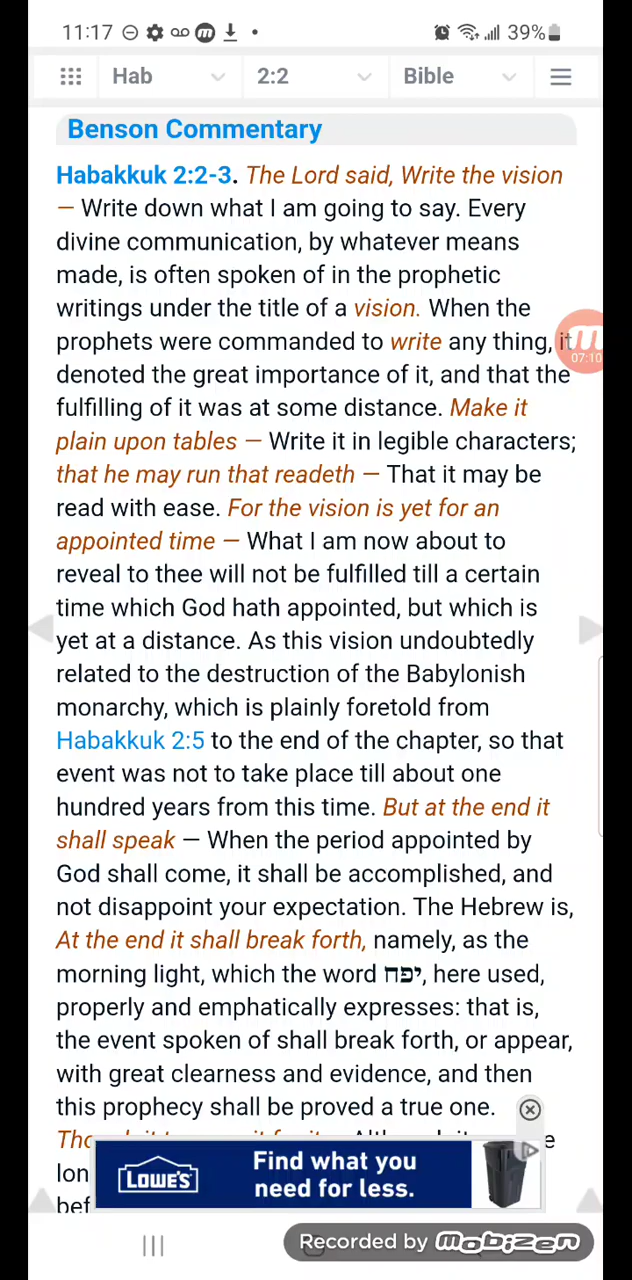 11:17 39%
Hab 2:2 Bible
Benson Commentary
Habakkuk 2:2-3. The Lord said, Write the vision
— Write down what I am going to say. Every
divine communication, by whatever means
made, is often spoken of in the prophetic
writings under the title of a vision. When the
prophets were commanded to write any thing, it
07:10
denoted the great importance of it, and that the
fulfilling of it was at some distance. Make it
plain upon tables — Write it in legible characters;
that he may run that readeth — That it may be
read with ease. For the vision is yet for an
appointed time — What I am now about to
reveal to thee will not be fulfilled till a certain
time which God hath appointed, but which is
yet at a distance. As this vision undoubtedly
related to the destruction of the Babylonish
monarchy, which is plainly foretold from
Habakkuk 2:5 to the end of the chapter, so that
event was not to take place till about one
hundred years from this time. But at the end it
shall speak — When the period appointed by
God shall come, it shall be accomplished, and
not disappoint your expectation. The Hebrew is,
At the end it shall break forth, namely, as the
morning light, which the word יפח, here used,
properly and emphatically expresses: that is,
the event spoken of shall break forth, or appear,
with great clearness and evidence, and then
this prophecy shall be proved a true one.
LOWE'S
Find what you
need for less.
Recorded by mobizen